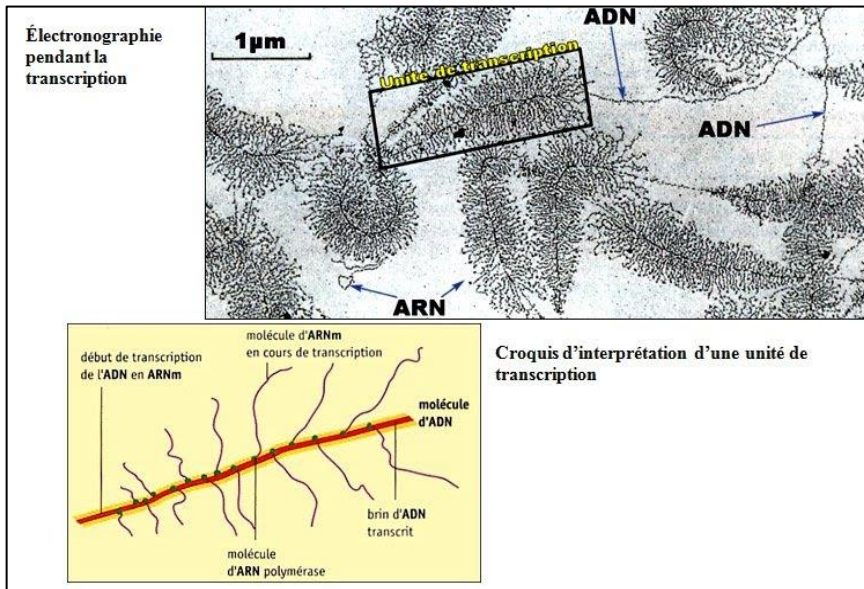 Électronographie
pendant la
transcription
1µm
Unité de transcription
ADN
ADN
ARN
début de transcription
de l'ADN en ARNm
molécule d'ARNm
en cours de transcription
molécule
d'ADN
brin d'ADN
transcrit
molécule
d'ARN polymérase
Croquis d'interprétation d'une unité de
transcription